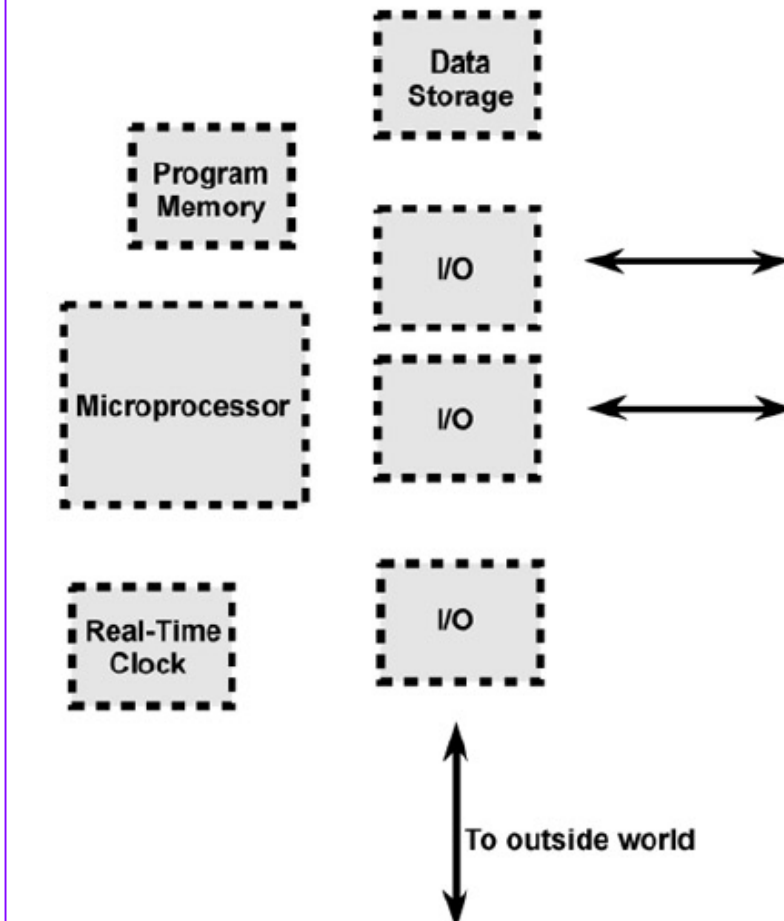 Data
Storage
Program
Memory
I/O
Microprocessor
I/O
Real-Time
Clock
I/O
To outside world